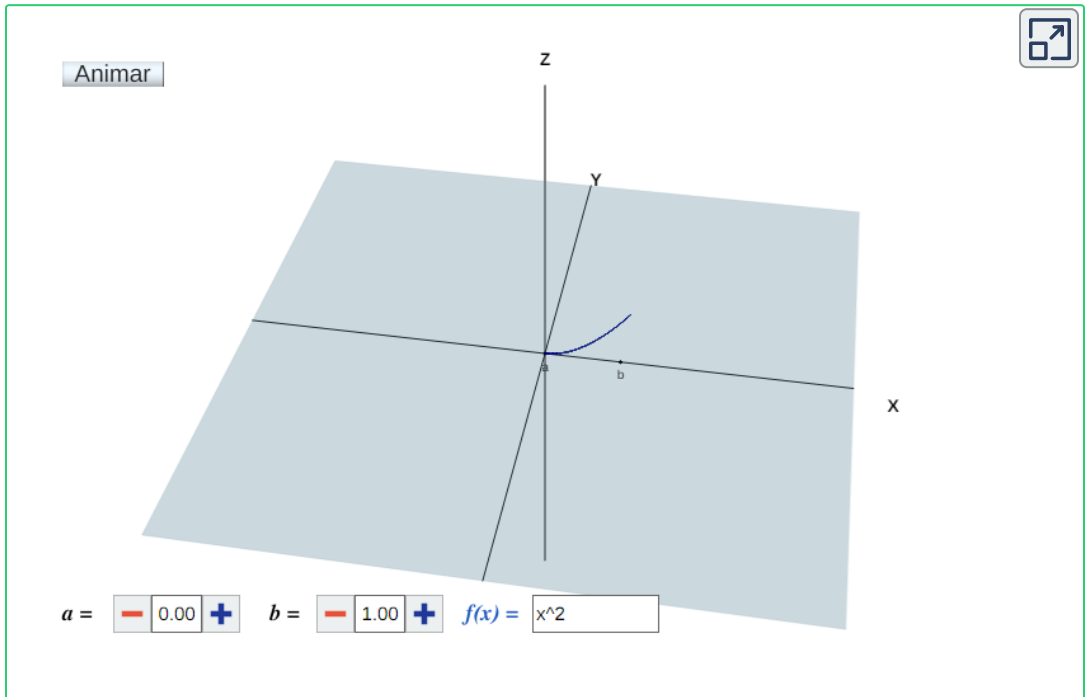 Animar
Z
Y
X
a
b
a = 0.00 b = 1.00 f(x) = x^2